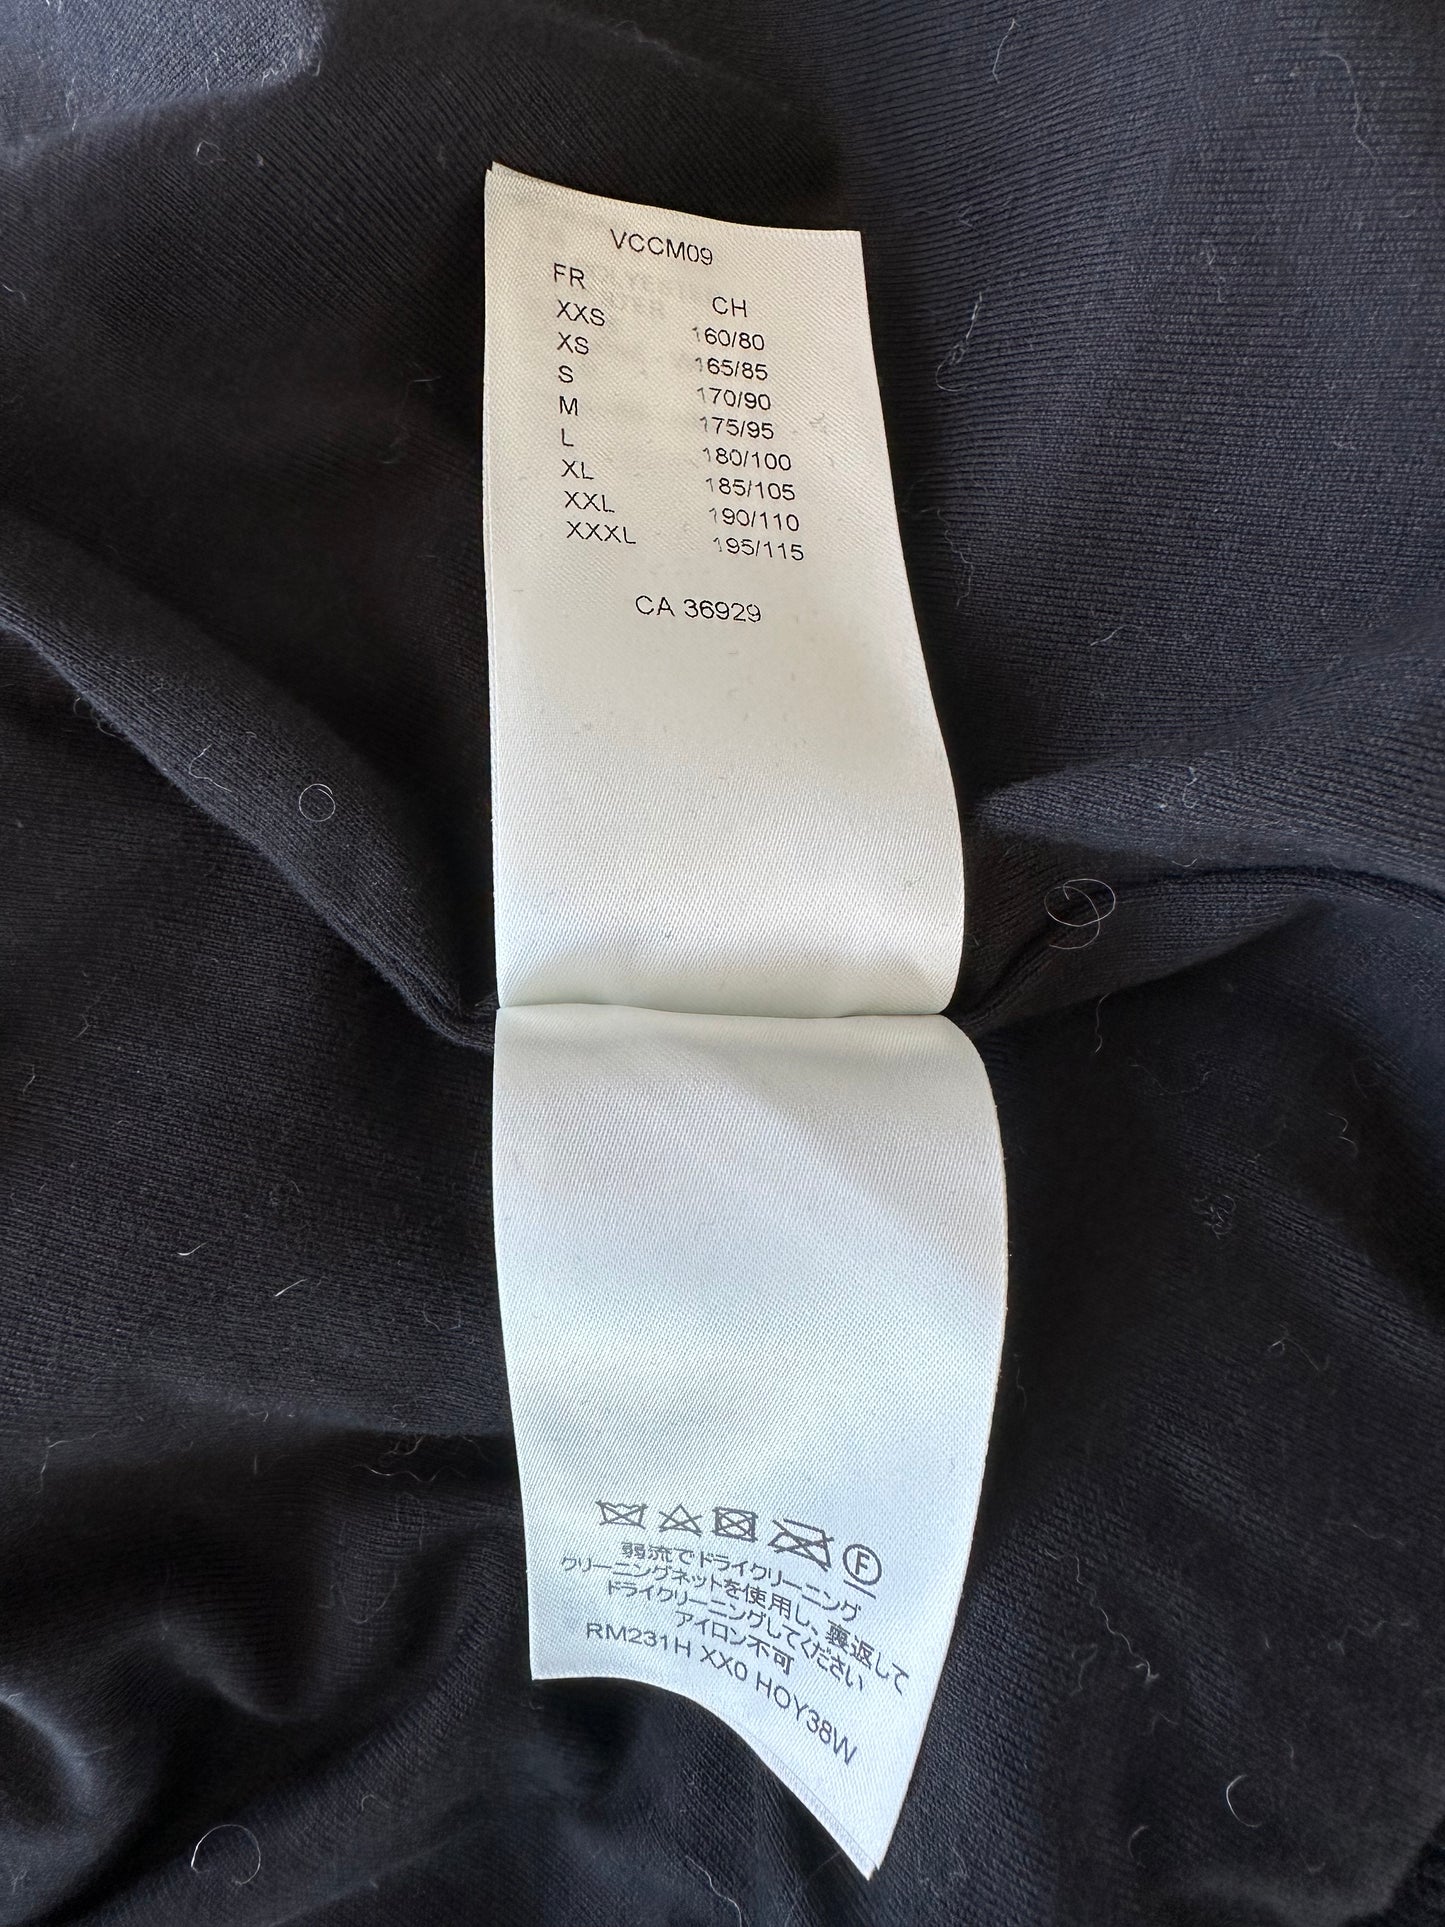 VCCM09
FR CH
XXS 160/80
XS 165/85
S 170/90
M 175/95
L 180/100
XL 185/105
XXL 190/110
XXXL 195/115
CA 36929
F
弱流でドライクリーニング
クリーニングネットを使用し、裏返して
ドライクリーニングしてください
アイロン不可
RM231H XX0 HOY38W